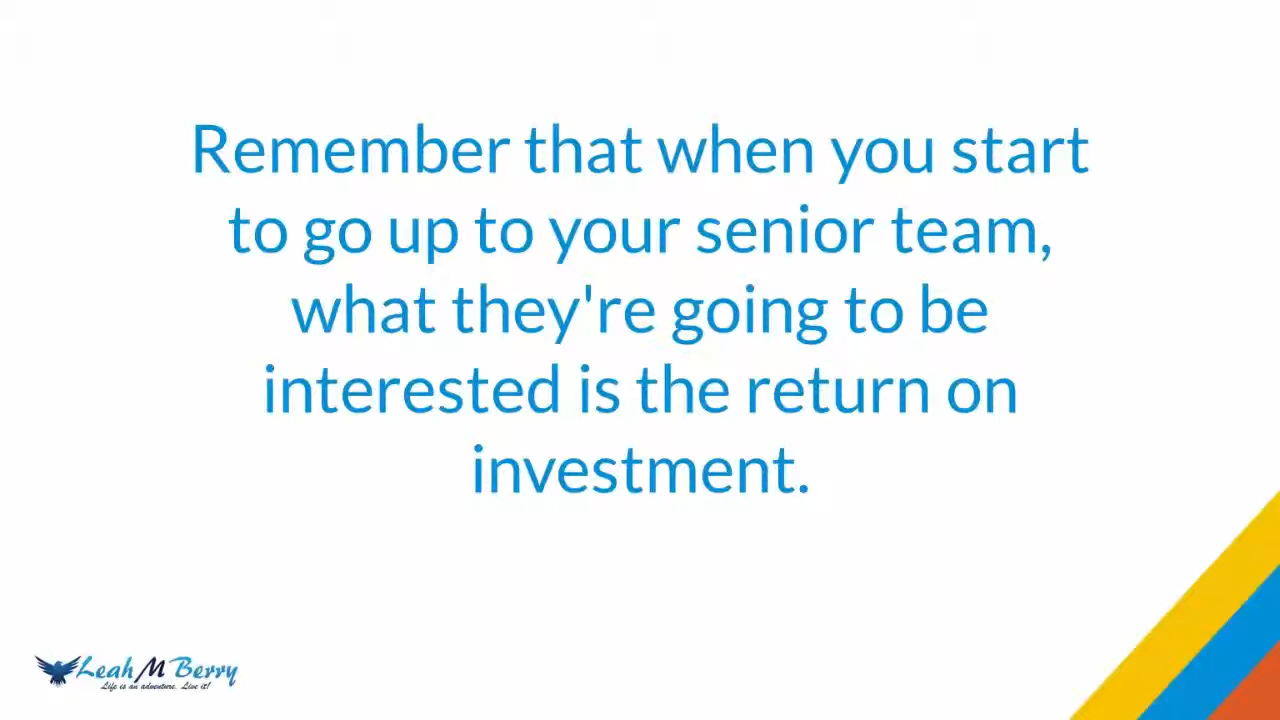 Remember that when you start
to go up to your senior team,
what they're going to be
interested is the return on
investment.
Leah M Berry
Life is an adventure. Live it!